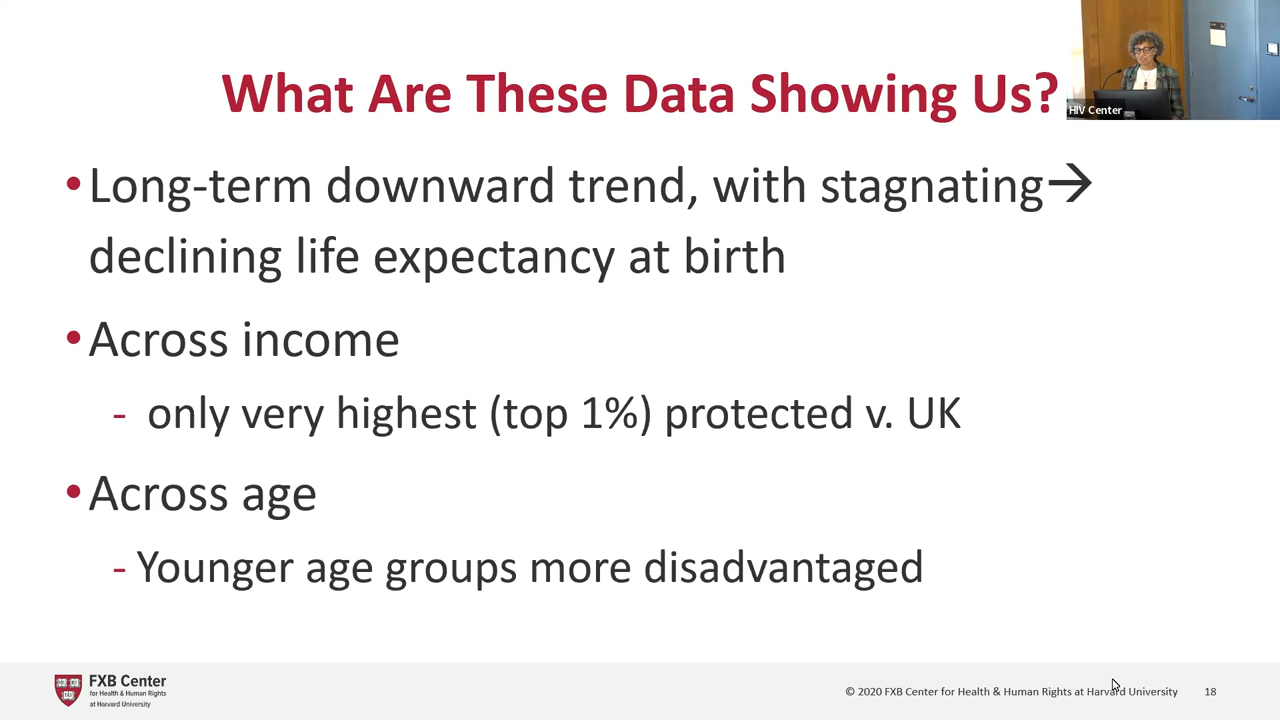 What Are These Data Showing Us?
HIV Center
•Long-term downward trend, with stagnating→
declining life expectancy at birth
•Across income
- only very highest (top 1%) protected v. UK
•Across age
- Younger age groups more disadvantaged
FXB Center
for Health & Human Rights
at Harvard University
© 2020 FXB Center for Health & Human Rights at Harvard University 18